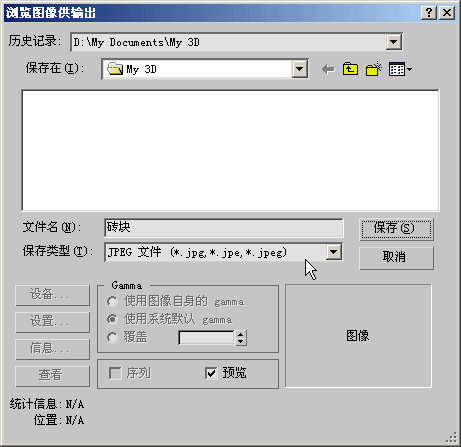 浏览图像供输出
历史记录: D:\My Documents\My 3D
保存在(I): My 3D
文件名(N): 砖块 保存(S)
保存类型(T): JPEG 文件 (*.jpg,*.jpe,*.jpeg) 取消
设备... Gamma
使用图像自身的 gamma
设置... 使用系统默认 gamma
信息... 覆盖 图像
查看 序列 预览
统计信息: N/A
位置: N/A